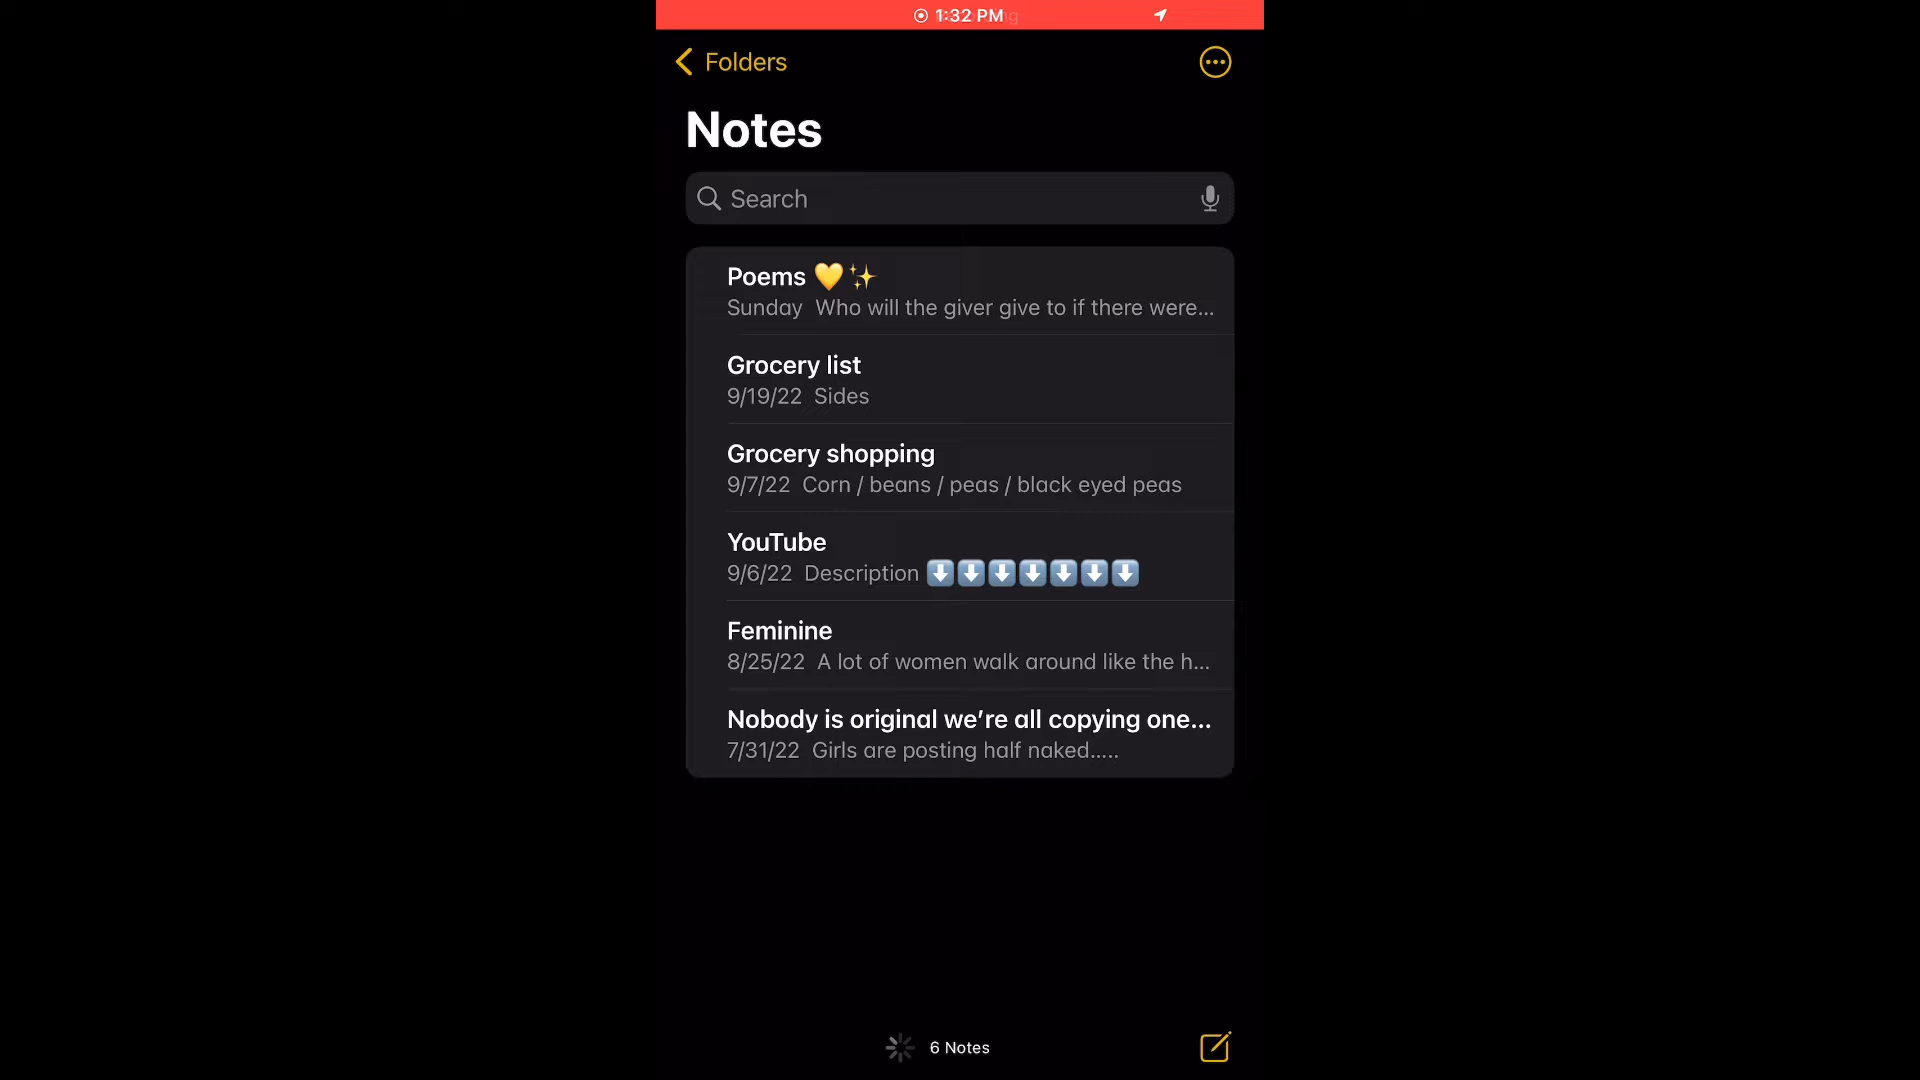 1:32 PM
Folders
Notes
Search
Poems 💛✨
Sunday Who will the giver give to if there were...
Grocery list
9/19/22 Sides
Grocery shopping
9/7/22 Corn / beans / peas / black eyed peas
YouTube
9/6/22 Description ⬇️⬇️⬇️⬇️⬇️⬇️⬇️
Feminine
8/25/22 A lot of women walk around like the h...
Nobody is original we're all copying one...
7/31/22 Girls are posting half naked.....
6 Notes